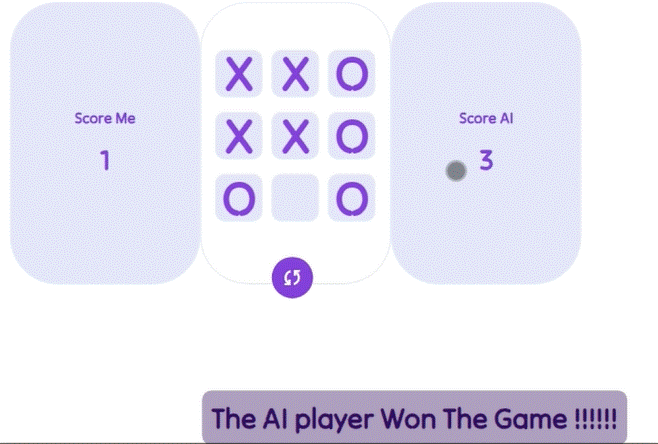 Score Me
1
X X O
X X O
O O
Score AI
3
The AI player Won The Game !!!!!!